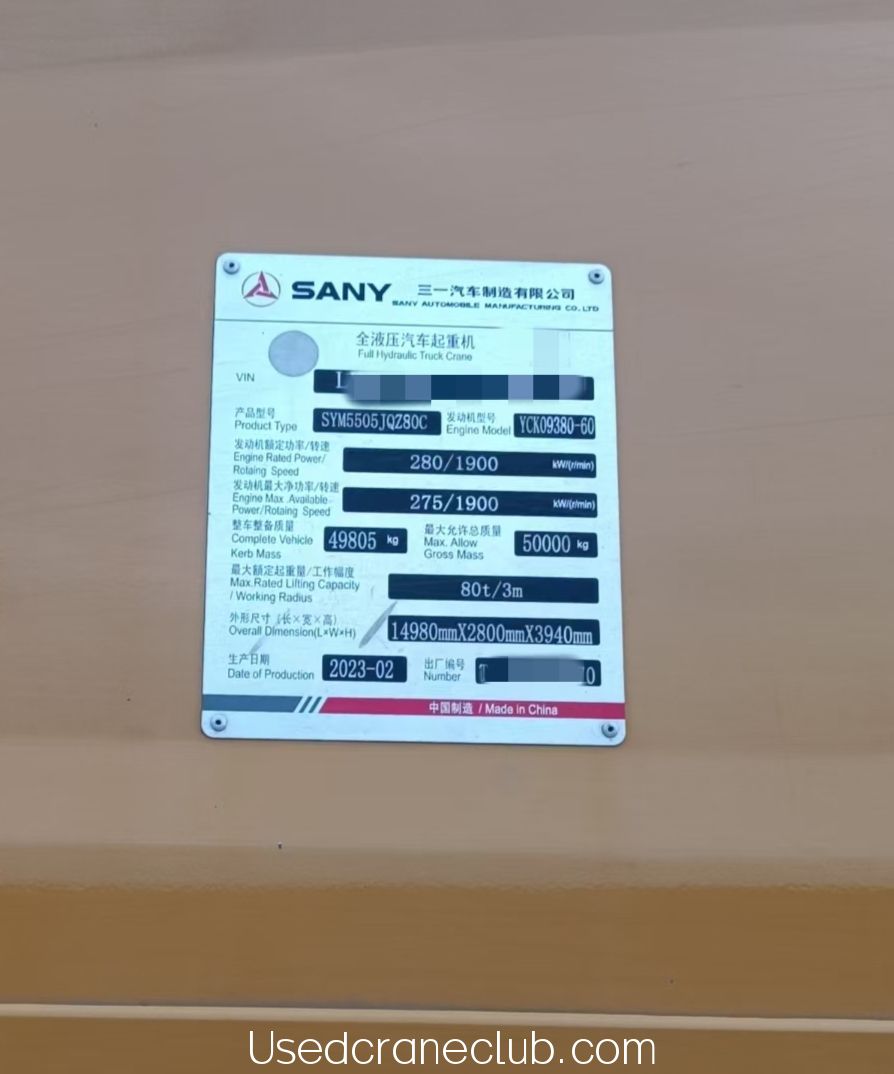 SANY 三一汽车制造有限公司
SANY AUTOMOBILE MANUFACTURING CO.,LTD
全液压汽车起重机
Full Hydraulic Truck Crane
VIN L
产品型号 SYM5505JQZ80C 发动机型号 YCK09380-60
Product Type Engine Model
发动机额定功率/转速
Engine Rated Power/ 280/1900 kW/(r/min)
Rotaing Speed
发动机最大净功率/转速
Engine Max .Available 275/1900 kW/(r/min)
Power/Rotaing Speed
整车整备质量 最大允许总质量
Complete Vehicle 49805 kg Max. Allow 50000 kg
Kerb Mass Gross Mass
最大额定起重量/工作幅度
Max.Rated Lifting Capacity 80t/3m
/ Working Radius
外形尺寸（长×宽×高）
Overall Dimension(L×W×H) 14980mmX2800mmX3940mm
生产日期 2023-02 出厂编号 0
Date of Production Number
中国制造 / Made in China
Usedcraneclub.com